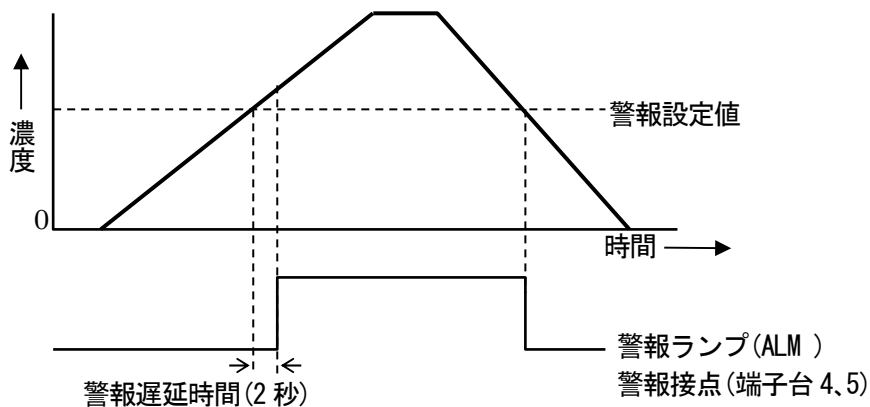 濃度
警報設定値
0
時間
警報ランプ(ALM )
警報接点(端子台 4、5)
警報遅延時間(2 秒)